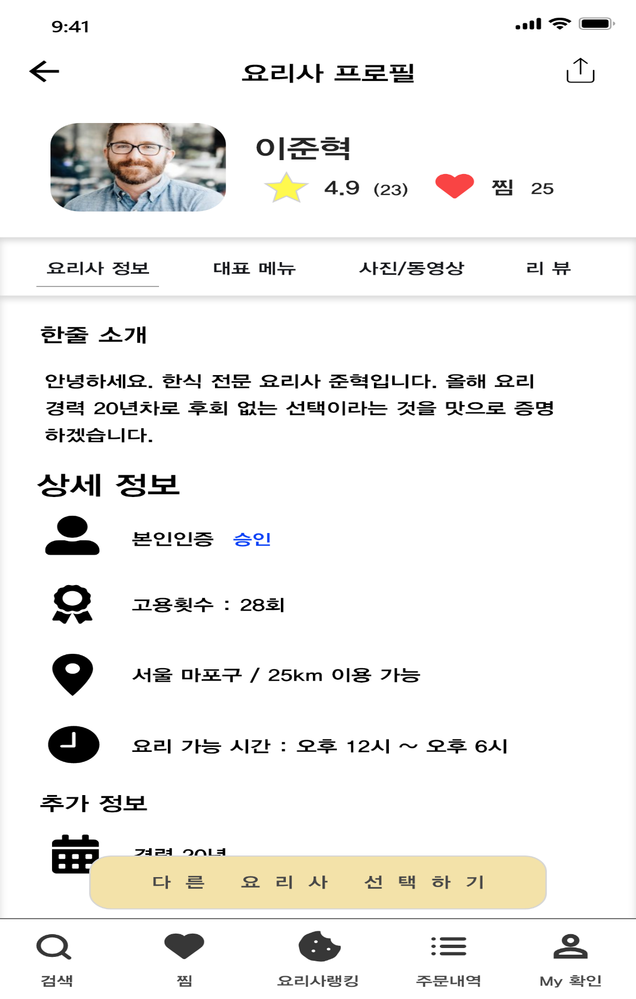 9:41
요리사 프로필
이준혁
4.9 (23) 찜 25
요리사 정보 대표 메뉴 사진/동영상 리 뷰
한줄 소개
안녕하세요. 한식 전문 요리사 준혁입니다. 올해 요리
경력 20년차로 후회 없는 선택이라는 것을 맛으로 증명
하겠습니다.
상세 정보
본인인증 승인
고용횟수 : 28회
서울 마포구 / 25km 이용 가능
요리 가능 시간 : 오후 12시 ~ 오후 6시
추가 정보
경력 20년
다 른 요 리 사 선 택 하 기
검색 찜 요리사랭킹 주문내역 My 확인